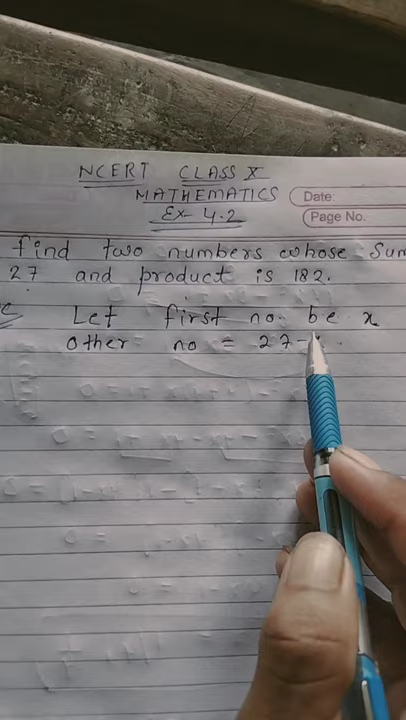 NCERT CLASS X
MATHEMATICS
Date:
Ex- 4.2
Page No.
find two numbers whose Sum
27 and product is 182.
Let first no. be x
other no = 27-